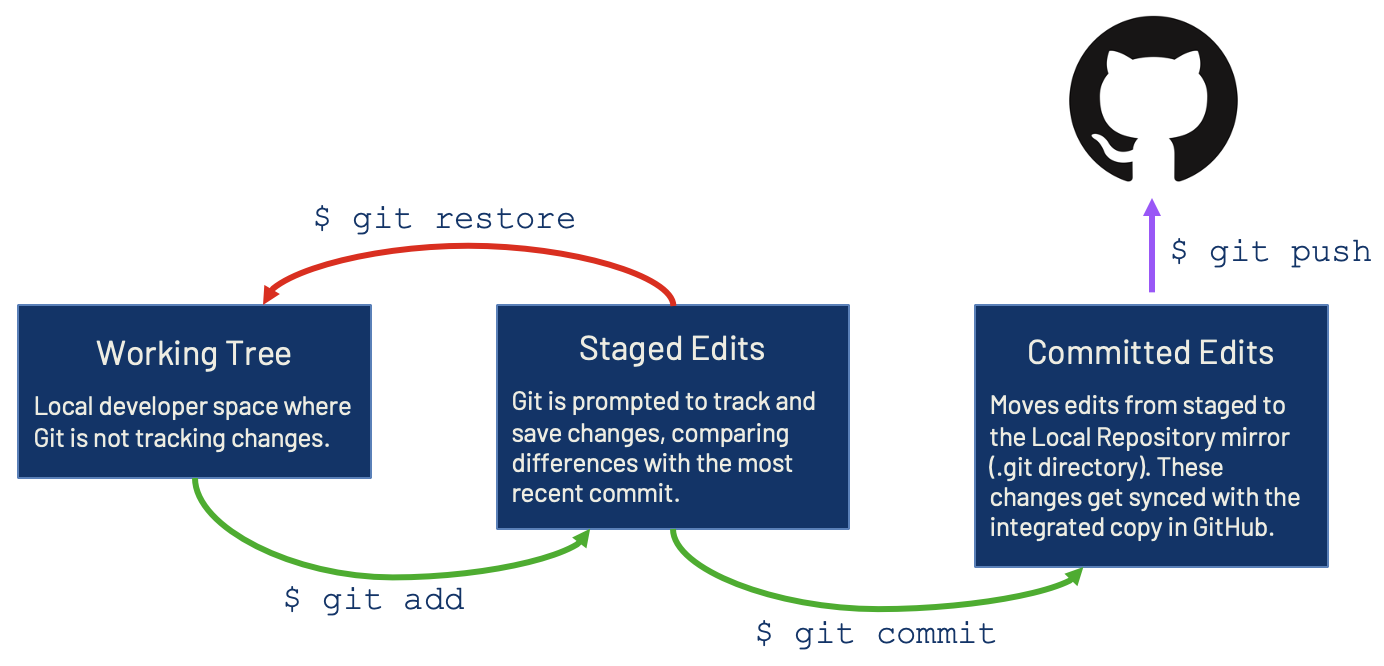 $ git restore
$ git push
Working Tree
Local developer space where
Git is not tracking changes.
Staged Edits
Git is prompted to track and
save changes, comparing
differences with the most
recent commit.
Committed Edits
Moves edits from staged to
the Local Repository mirror
(.git directory). These
changes get synced with the
integrated copy in GitHub.
$ git add
$ git commit